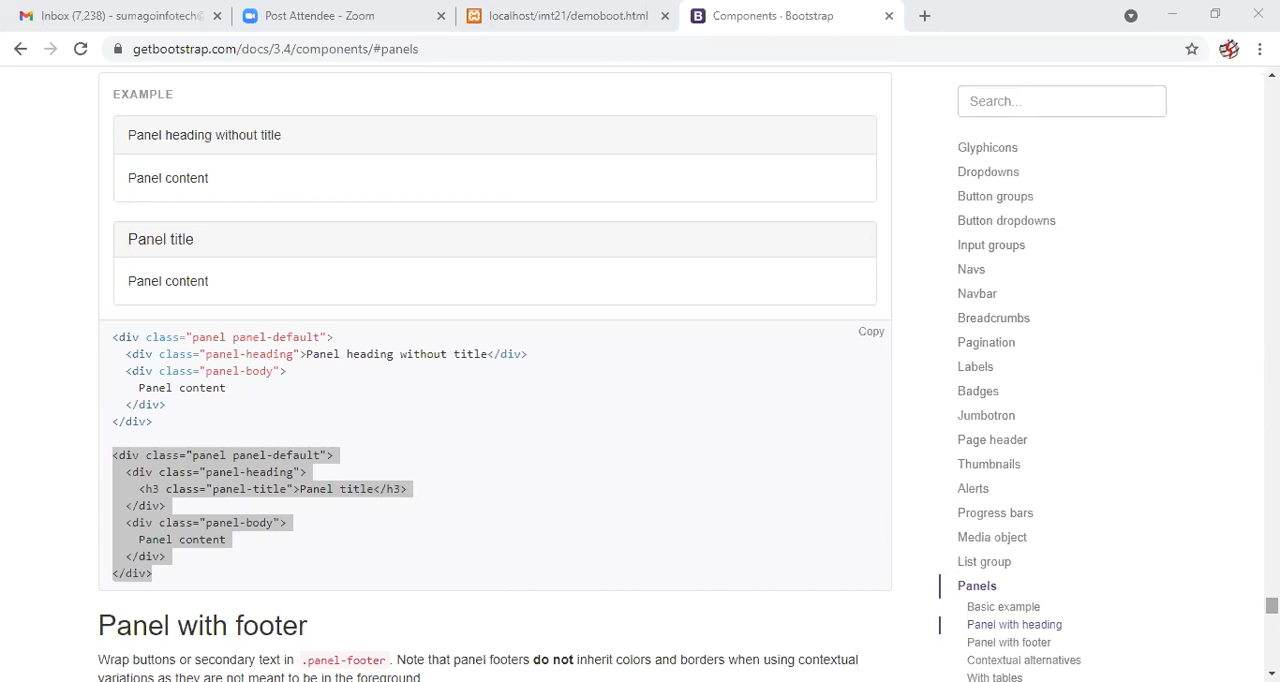 Inbox (7,238) - sumagoinfotech@
Post Attendee - Zoom
localhost/imt21/demoboot.html
Components · Bootstrap
getbootstrap.com/docs/3.4/components/#panels
EXAMPLE
Panel heading without title
Panel content
Panel title
Panel content
Copy
<div class="panel panel-default">
<div class="panel-heading">Panel heading without title</div>
<div class="panel-body">
Panel content
</div>
</div>
<div class="panel panel-default">
<div class="panel-heading">
<h3 class="panel-title">Panel title</h3>
</div>
<div class="panel-body">
Panel content
</div>
</div>
Panel with footer
Wrap buttons or secondary text in .panel-footer. Note that panel footers do not inherit colors and borders when using contextual
variations as they are not meant to be in the foreground
Search...
Glyphicons
Dropdowns
Button groups
Button dropdowns
Input groups
Navs
Navbar
Breadcrumbs
Pagination
Labels
Badges
Jumbotron
Page header
Thumbnails
Alerts
Progress bars
Media object
List group
Panels
Basic example
Panel with heading
Panel with footer
Contextual alternatives
With tables